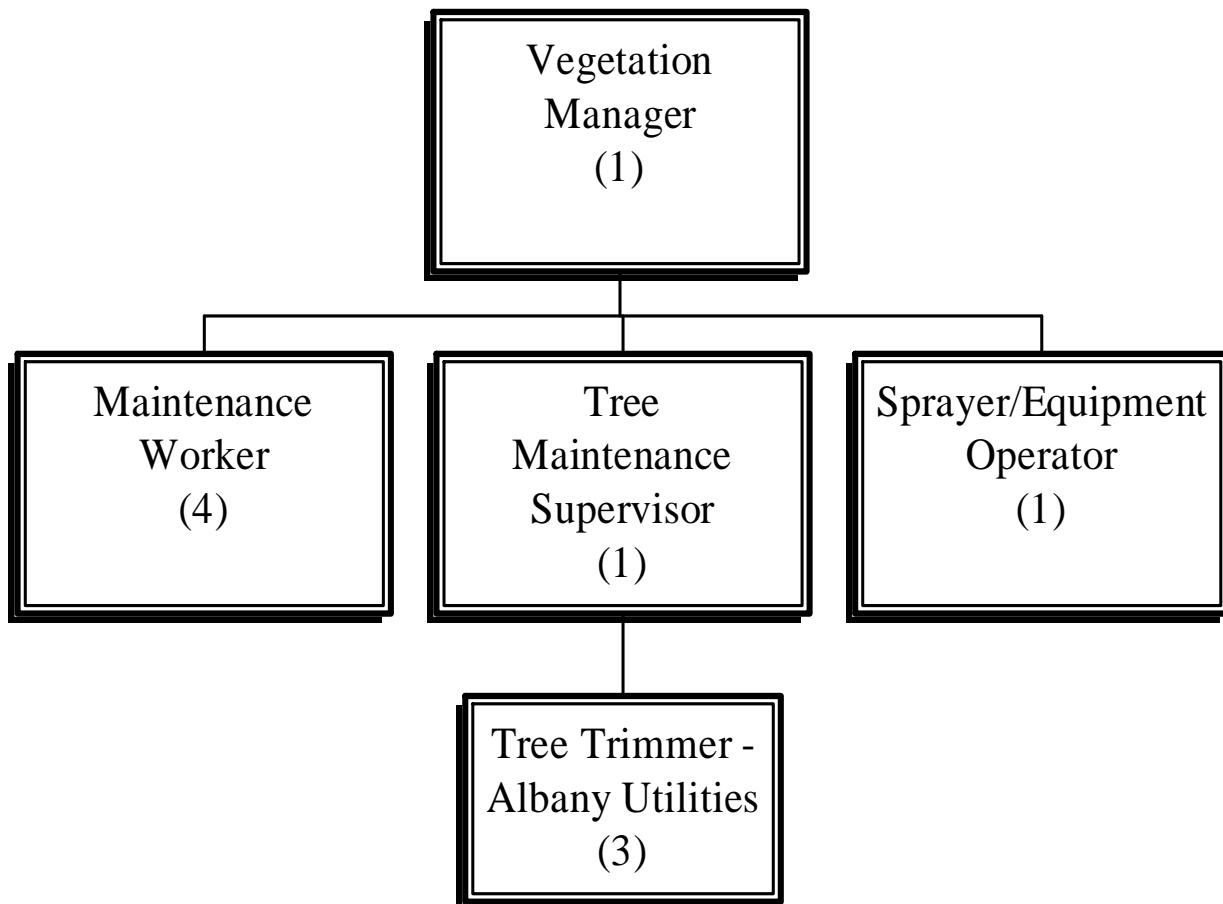 Vegetation
Manager
(1)
Maintenance
Worker
(4)
Tree
Maintenance
Supervisor
(1)
Sprayer/Equipment
Operator
(1)
Tree Trimmer -
Albany Utilities
(3)